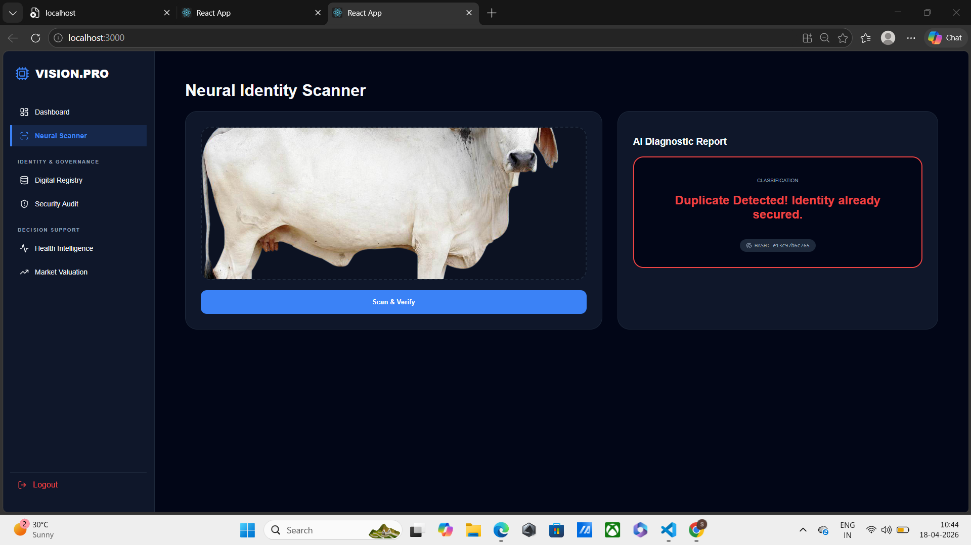 localhost
React App
React App
localhost:3000
Chat
VISION.PRO
Dashboard
Neural Scanner
IDENTITY & GOVERNANCE
Digital Registry
Security Audit
DECISION SUPPORT
Health Intelligence
Market Valuation
Logout
Neural Identity Scanner
Scan & Verify
AI Diagnostic Report
CLASSIFICATION
Duplicate Detected! Identity already
secured.
2
30°C
Sunny
Search
3
ENG
IN
10:44
18-04-2026